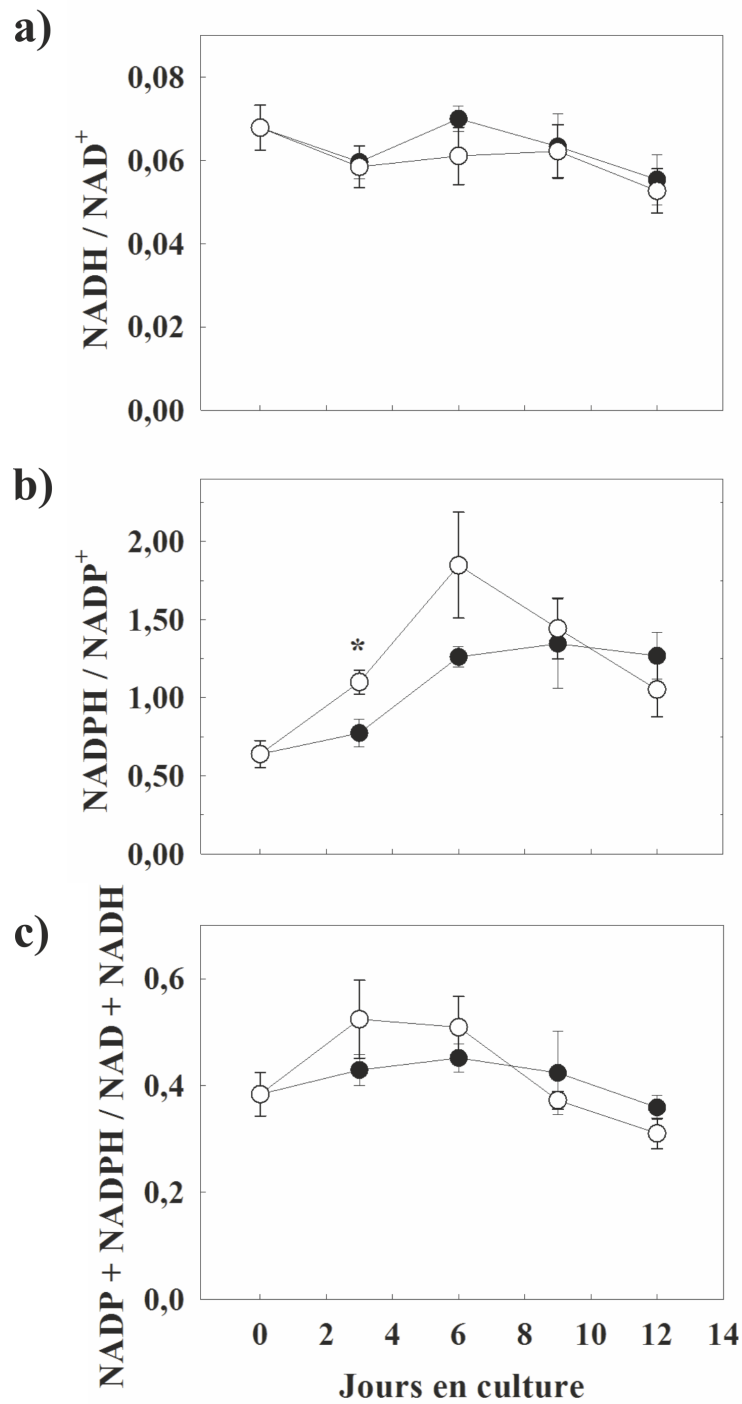 a)
NADH / NAD⁺
0,08
0,06
0,04
0,02
0,00
b)
NADPH / NADP⁺
2,00
1,50
1,00
0,50
0,00
*
c)
NADP + NADPH / NAD + NADH
0,6
0,4
0,2
0,0
0 2 4 6 8 10 12 14
Jours en culture